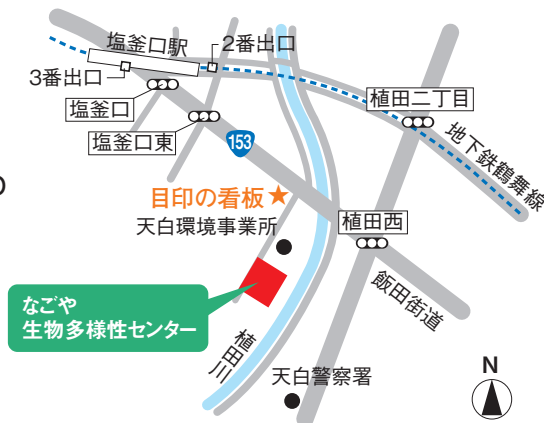 塩釜口駅
2番出口
3番出口
塩釜口
塩釜口東
植田二丁目
153
地下鉄鶴舞線
の
目印の看板★
天白環境事業所
植田西
飯田街道
なごや
生物多様性センター
植田川
天白警察署
N